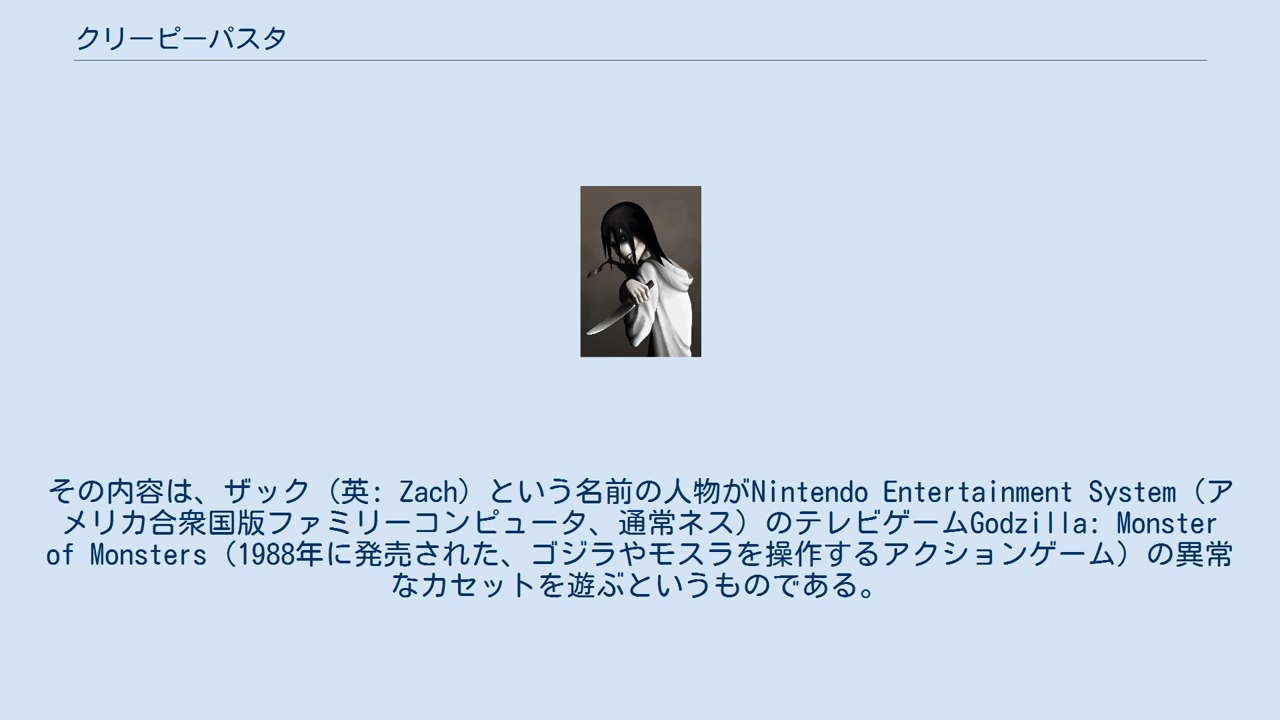 クリーピーパスタ
その内容は、ザック（英: Zach）という名前の人物がNintendo Entertainment System（ア
メリカ合衆国版ファミリーコンピュータ、通常ネス）のテレビゲームGodzilla: Monster
of Monsters（1988年に発売された、ゴジラやモスラを操作するアクションゲーム）の異常
なカセットを遊ぶというものである。